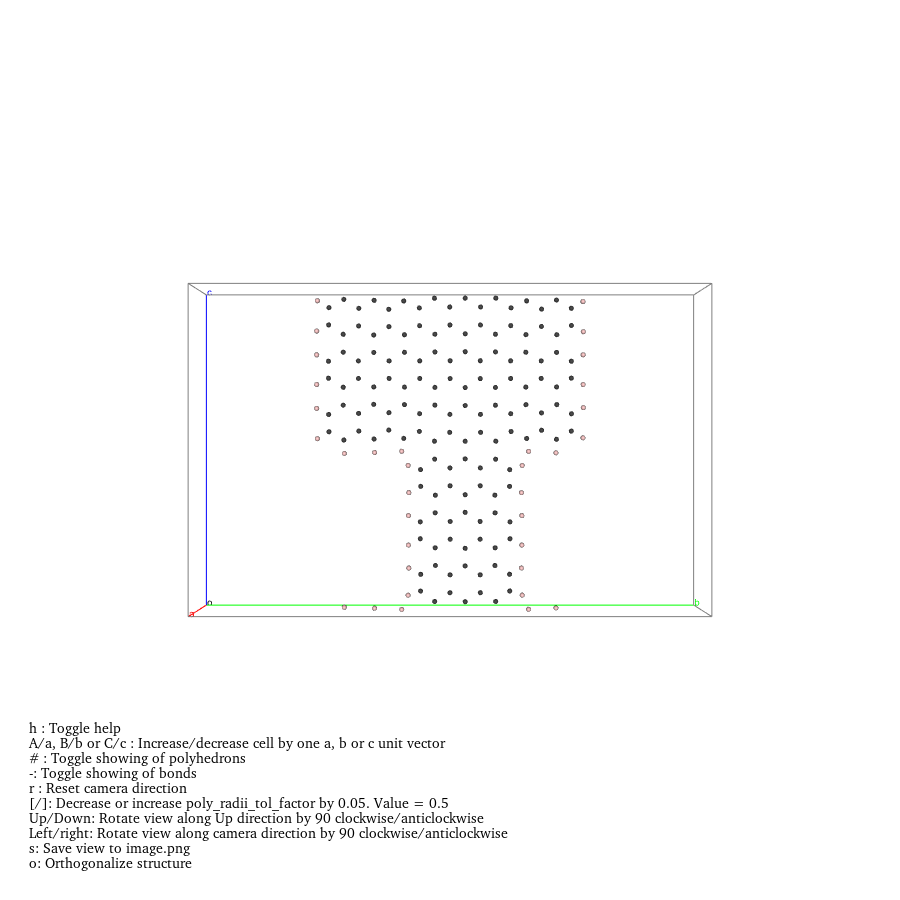 c
o
a
b
h : Toggle help
A/a, B/b or C/c : Increase/decrease cell by one a, b or c unit vector
# : Toggle showing of polyhedrons
-: Toggle showing of bonds
r : Reset camera direction
[/]: Decrease or increase poly_radii_tol_factor by 0.05. Value = 0.5
Up/Down: Rotate view along Up direction by 90 clockwise/anticlockwise
Left/right: Rotate view along camera direction by 90 clockwise/anticlockwise
s: Save view to image.png
o: Orthogonalize structure